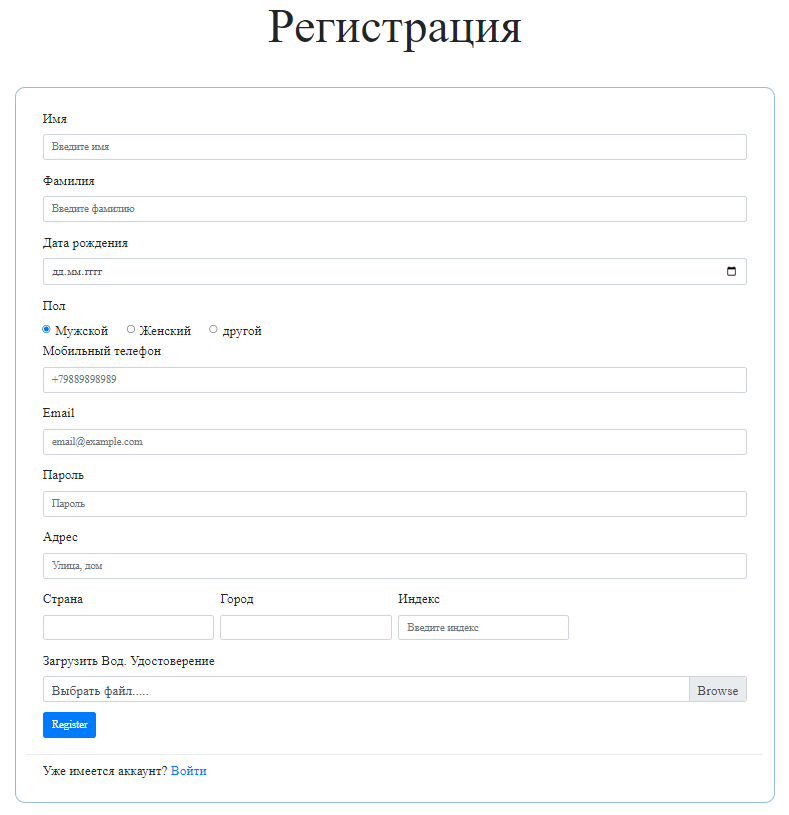 Регистрация
Имя
Введите имя
Фамилия
Введите фамилию
Дата рождения
дд.мм.гггг
Пол
Мужской Женский другой
Мобильный телефон
+79889898989
Email
email@example.com
Пароль
Пароль
Адрес
Улица, дом
Страна Город Индекс
Введите индекс
Загрузить Вод. Удостоверение
Выбрать файл..... Browse
Register
Уже имеется аккаунт? Войти